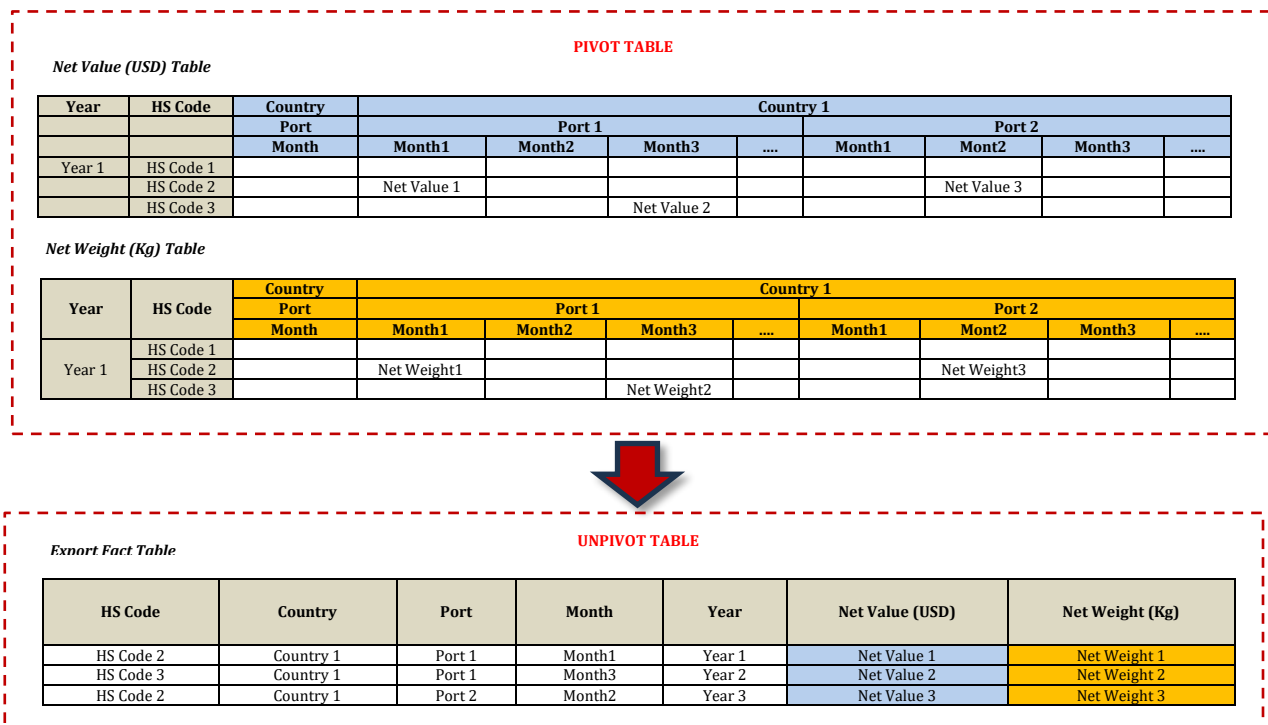 PIVOT TABLE
Net Value (USD) Table
Year HS Code Country Country 1
Port Port 1 Port 2
Month Month1 Month2 Month3 .... Month1 Mont2 Month3 ....
Year 1 HS Code 1
HS Code 2 Net Value 1 Net Value 3
HS Code 3 Net Value 2
Net Weight (Kg) Table
Country Country 1
Year HS Code Port Port 1 Port 2
Month Month1 Month2 Month3 .... Month1 Mont2 Month3 ....
HS Code 1
Year 1 HS Code 2 Net Weight1 Net Weight3
HS Code 3 Net Weight2
UNPIVOT TABLE
Export Fact Table
HS Code Country Port Month Year Net Value (USD) Net Weight (Kg)
HS Code 2 Country 1 Port 1 Month1 Year 1 Net Value 1 Net Weight 1
HS Code 3 Country 1 Port 1 Month3 Year 2 Net Value 2 Net Weight 2
HS Code 2 Country 1 Port 2 Month2 Year 3 Net Value 3 Net Weight 3